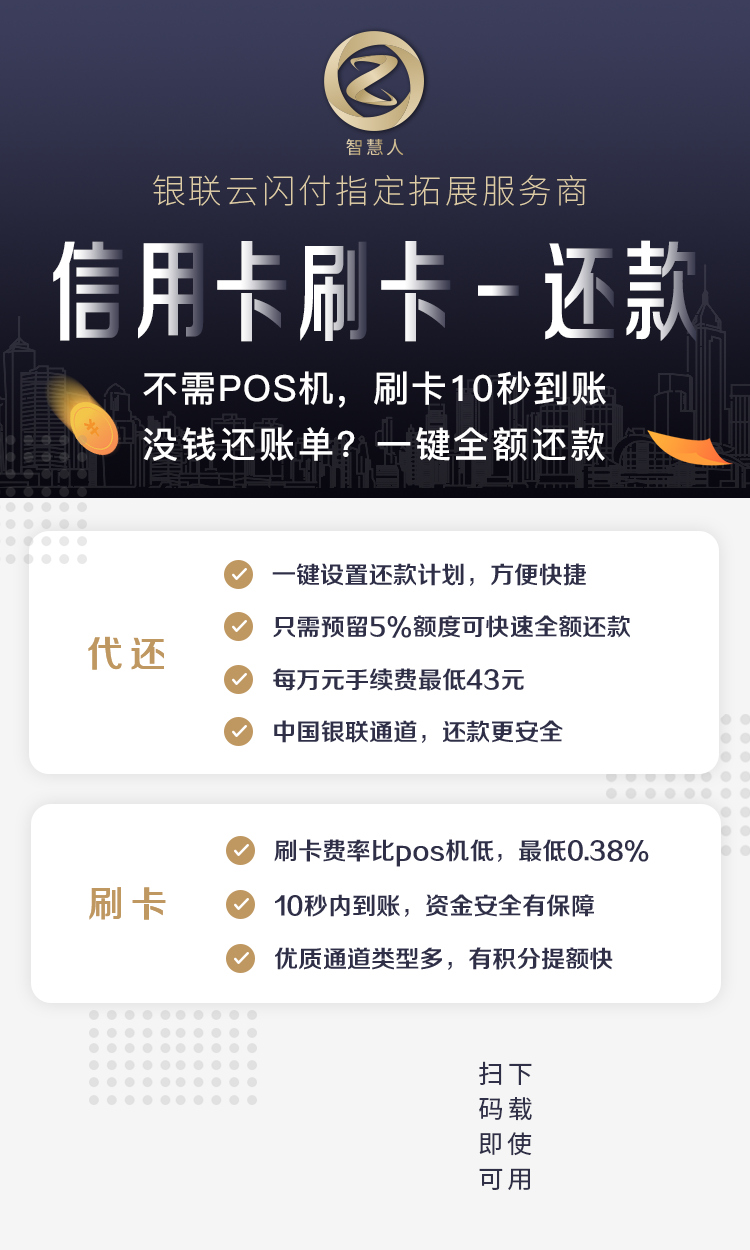 智慧人
银联云闪付指定拓展服务商
信用卡刷卡-还款
不需POS机，刷卡10秒到账
没钱还账单？一键全额还款
代还
一键设置还款计划，方便快捷
只需预留5%额度可快速全额还款
每万元手续费最低43元
中国银联通道，还款更安全
刷卡
刷卡费率比pos机低，最低0.38%
10秒内到账，资金安全有保障
优质通道类型多，有积分提额快
扫码即可
下载使用